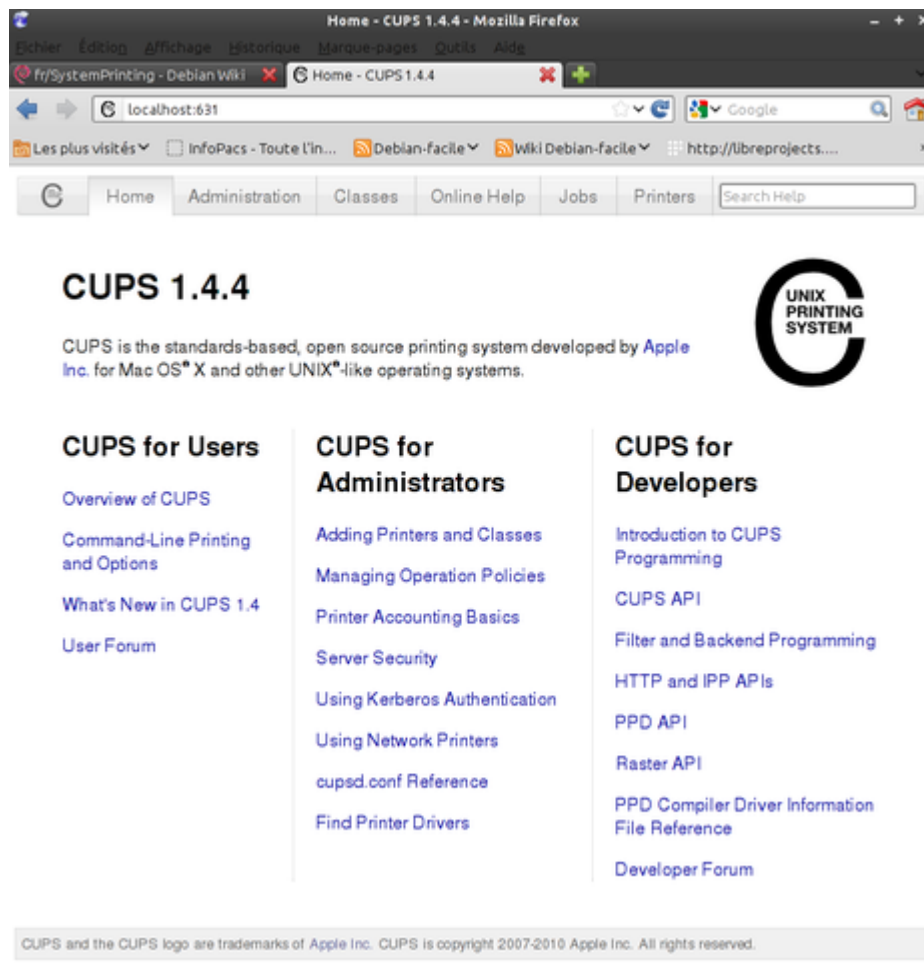 Home - CUPS 1.4.4 - Mozilla Firefox
Fichier Édition Affichage Historique Marque-pages Outils Aide
fr/SystemPrinting - Debian Wiki Home - CUPS 1.4.4
localhost:631 Google
Les plus visités InfoPacs - Toute l'in... Debian-facile Wiki Debian-facile http://libreprojects....
Home Administration Classes Online Help Jobs Printers Search Help
CUPS 1.4.4
UNIX
PRINTING
SYSTEM
CUPS is the standards-based, open source printing system developed by Apple
Inc. for Mac OS® X and other UNIX®-like operating systems.
CUPS for Users
Overview of CUPS
Command-Line Printing
and Options
What's New in CUPS 1.4
User Forum
CUPS for
Administrators
Adding Printers and Classes
Managing Operation Policies
Printer Accounting Basics
Server Security
Using Kerberos Authentication
Using Network Printers
cupsd.conf Reference
Find Printer Drivers
CUPS for
Developers
Introduction to CUPS
Programming
CUPS API
Filter and Backend Programming
HTTP and IPP APIs
PPD API
Raster API
PPD Compiler Driver Information
File Reference
Developer Forum
CUPS and the CUPS logo are trademarks of Apple Inc. CUPS is copyright 2007-2010 Apple Inc. All rights reserved.